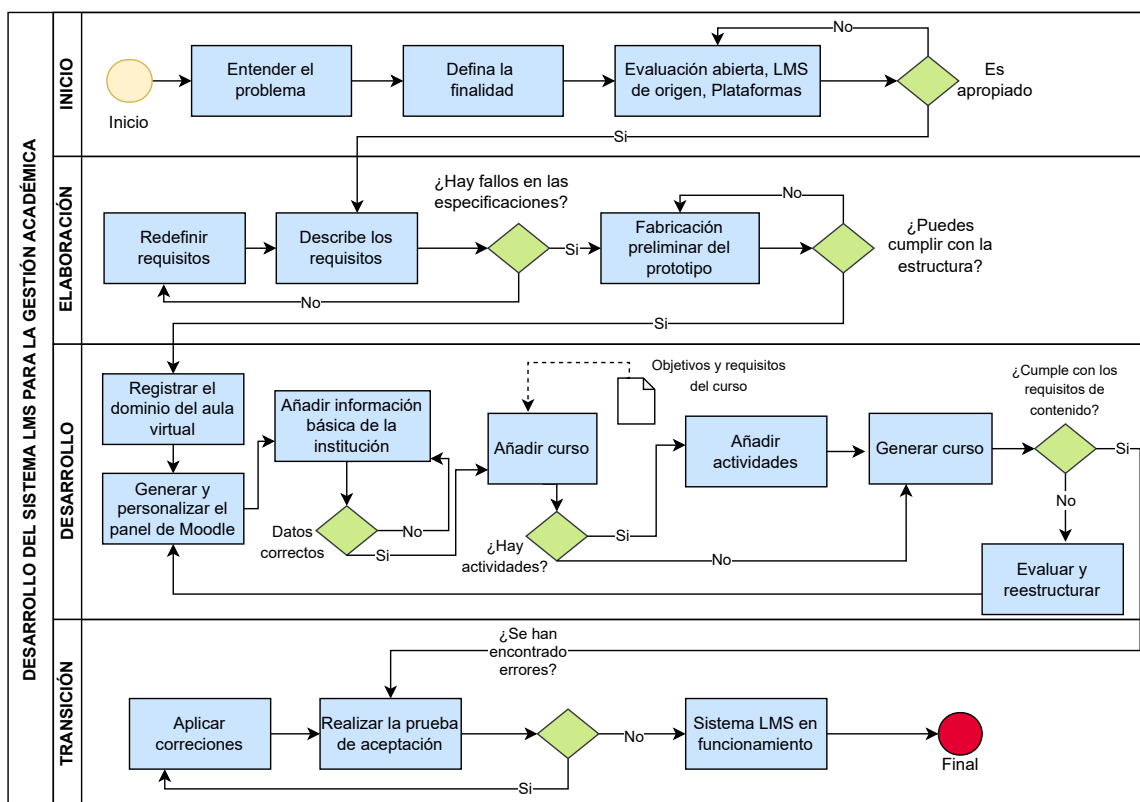 DESARROLLO DEL SISTEMA LMS PARA LA GESTIÓN ACADÉMICA
INICIO
Inicio
Entender el
problema
Defina la
finalidad
Evaluación abierta, LMS
de origen, Plataformas
No
Es
apropiado
Si
ELABORACIÓN
Redefinir
requisitos
Describe los
requisitos
¿Hay fallos en las
especificaciones?
Si
No
Fabricación
preliminar del
prototipo
No
¿Puedes
cumplir con la
estructura?
Si
DESARROLLO
Registrar el
dominio del aula
virtual
Generar y
personalizar el
panel de Moodle
Añadir información
básica de la
institución
Datos
correctos
No
Si
Objetivos y requisitos
del curso
Añadir curso
¿Hay
actividades?
Si
No
Añadir
actividades
Generar curso
¿Cumple con los
requisitos de
contenido?
Si
No
Evaluar y
reestructurar
TRANSICIÓN
Aplicar
correciones
Realizar la prueba
de aceptación
¿Se han
encontrado
errores?
No
Si
Sistema LMS en
funcionamiento
Final